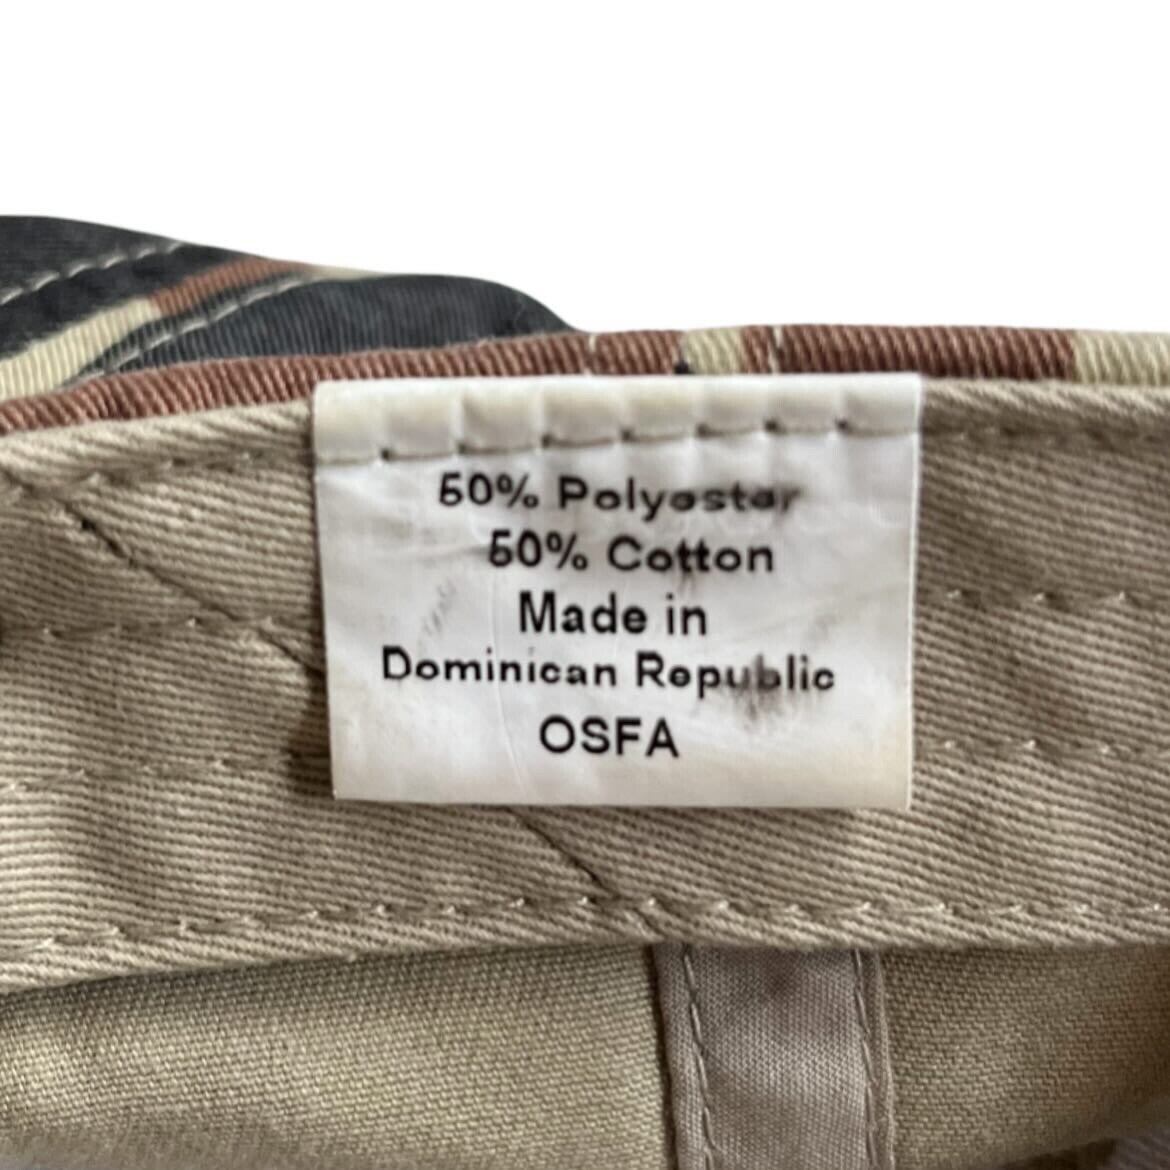 50% Polyester
50% Cotton
Made in
Dominican Republic
OSFA